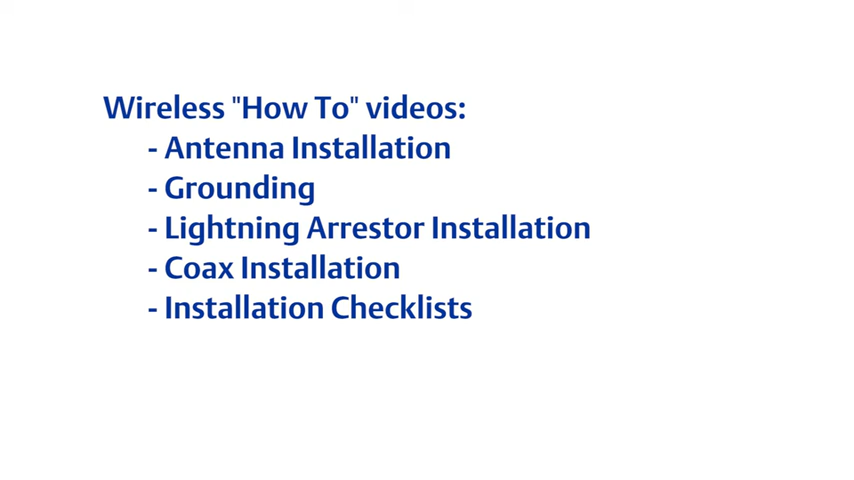 Wireless "How To" videos:
- Antenna Installation
- Grounding
- Lightning Arrestor Installation
- Coax Installation
- Installation Checklists